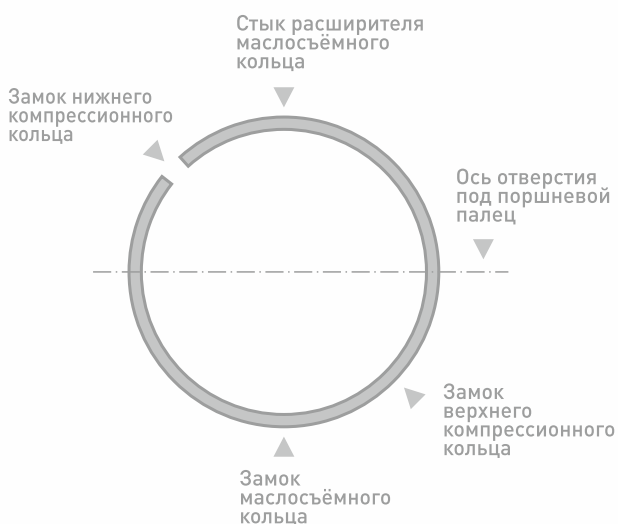 Стык расширителя
маслосъёмного
кольца
Замок нижнего
компрессионного
кольца
Ось отверстия
под поршневой
палец
Замок
верхнего
компрессионного
кольца
Замок
маслосъёмного
кольца